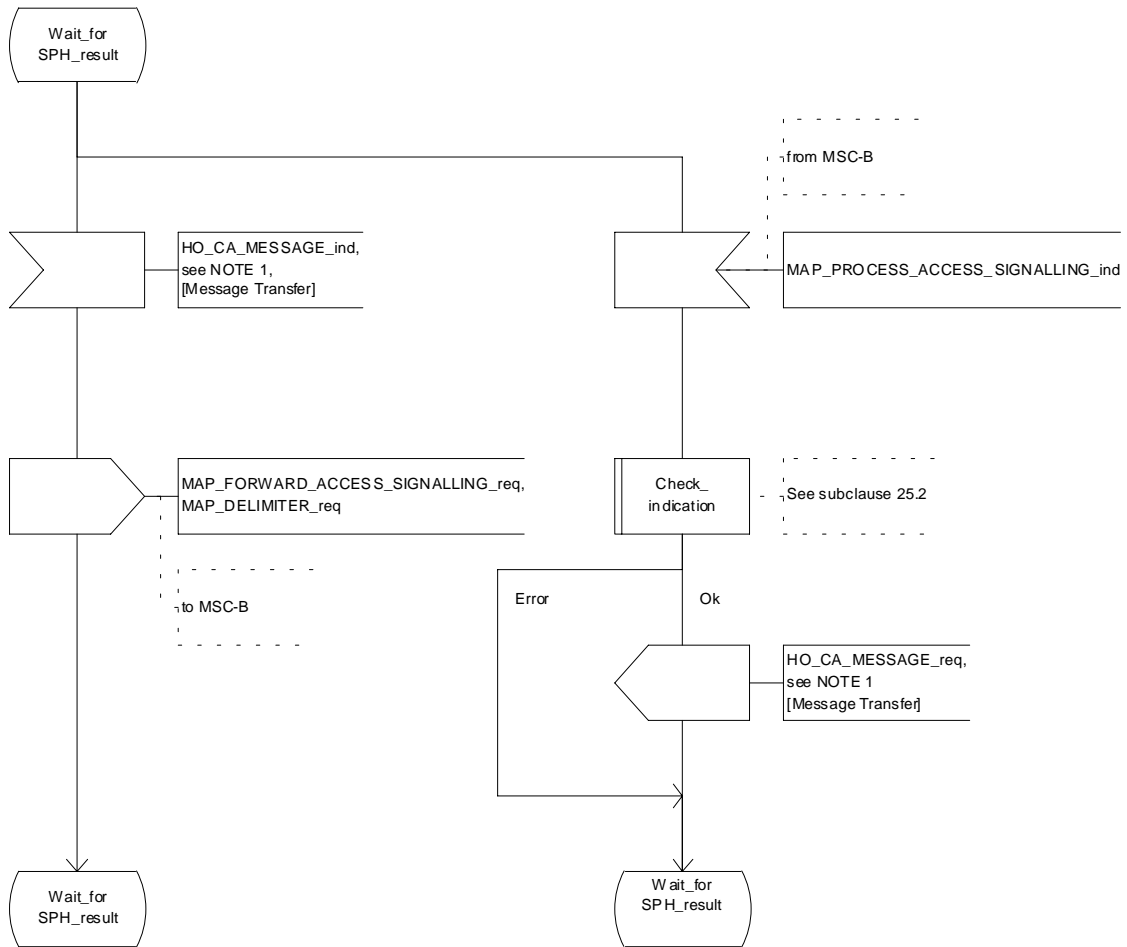 Wait_for
SPH_result
from MSC-B
HO_CA_MESSAGE_ind,
see NOTE 1,
[Message Transfer]
MAP_PROCESS_ACCESS_SIGNALLING_ind
MAP_FORWARD_ACCESS_SIGNALLING_req,
MAP_DELIMITER_req
Check_
indication
See subclause 25.2
to MSC-B
Error
Ok
HO_CA_MESSAGE_req,
see NOTE 1
[Message Transfer]
Wait_for
SPH_result
Wait_for
SPH_result